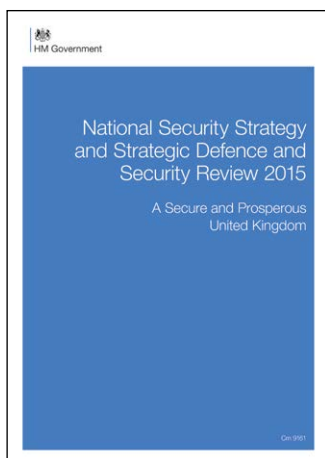 HM Government
National Security Strategy
and Strategic Defence and
Security Review 2015
A Secure and Prosperous
United Kingdom
Cm 9161